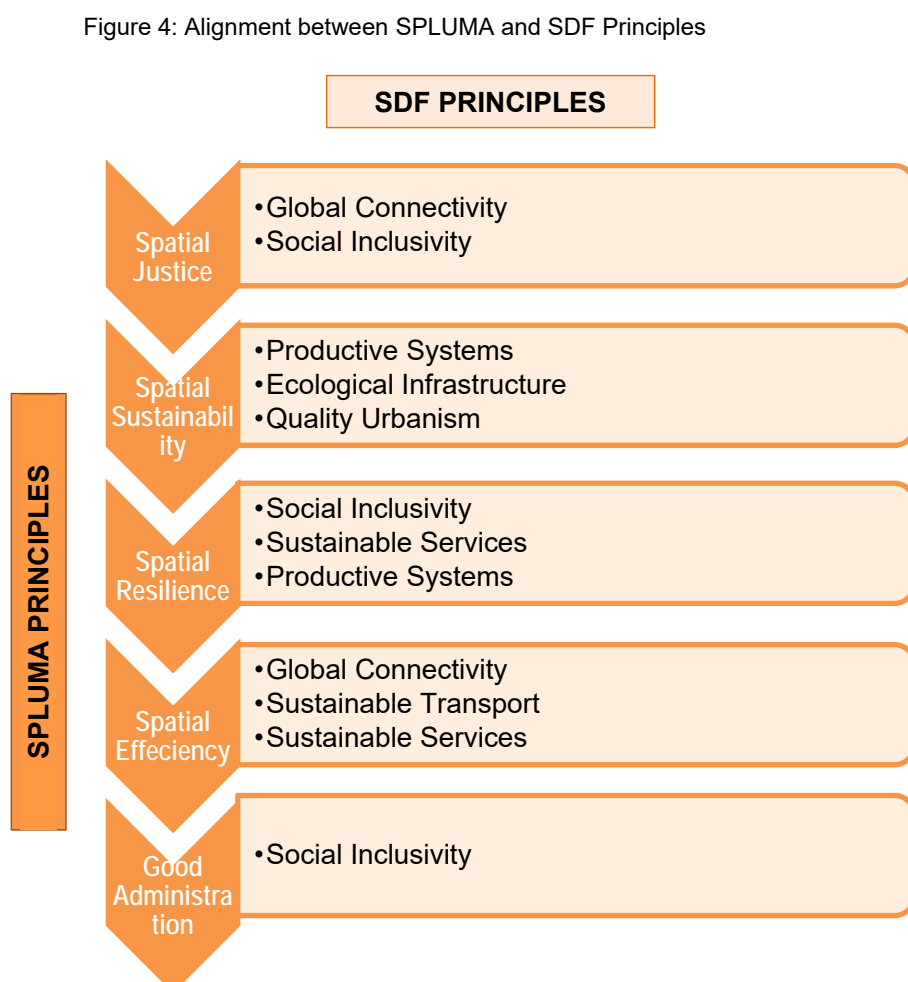 Figure 4: Alignment between SPLUMA and SDF Principles
SDF PRINCIPLES
SPLUMA PRINCIPLES
Spatial
Justice
•Global Connectivity
•Social Inclusivity
Spatial
Sustainabil
ity
•Productive Systems
•Ecological Infrastructure
•Quality Urbanism
Spatial
Resilience
•Social Inclusivity
•Sustainable Services
•Productive Systems
Spatial
Effeciency
•Global Connectivity
•Sustainable Transport
•Sustainable Services
Good
Administra
tion
•Social Inclusivity